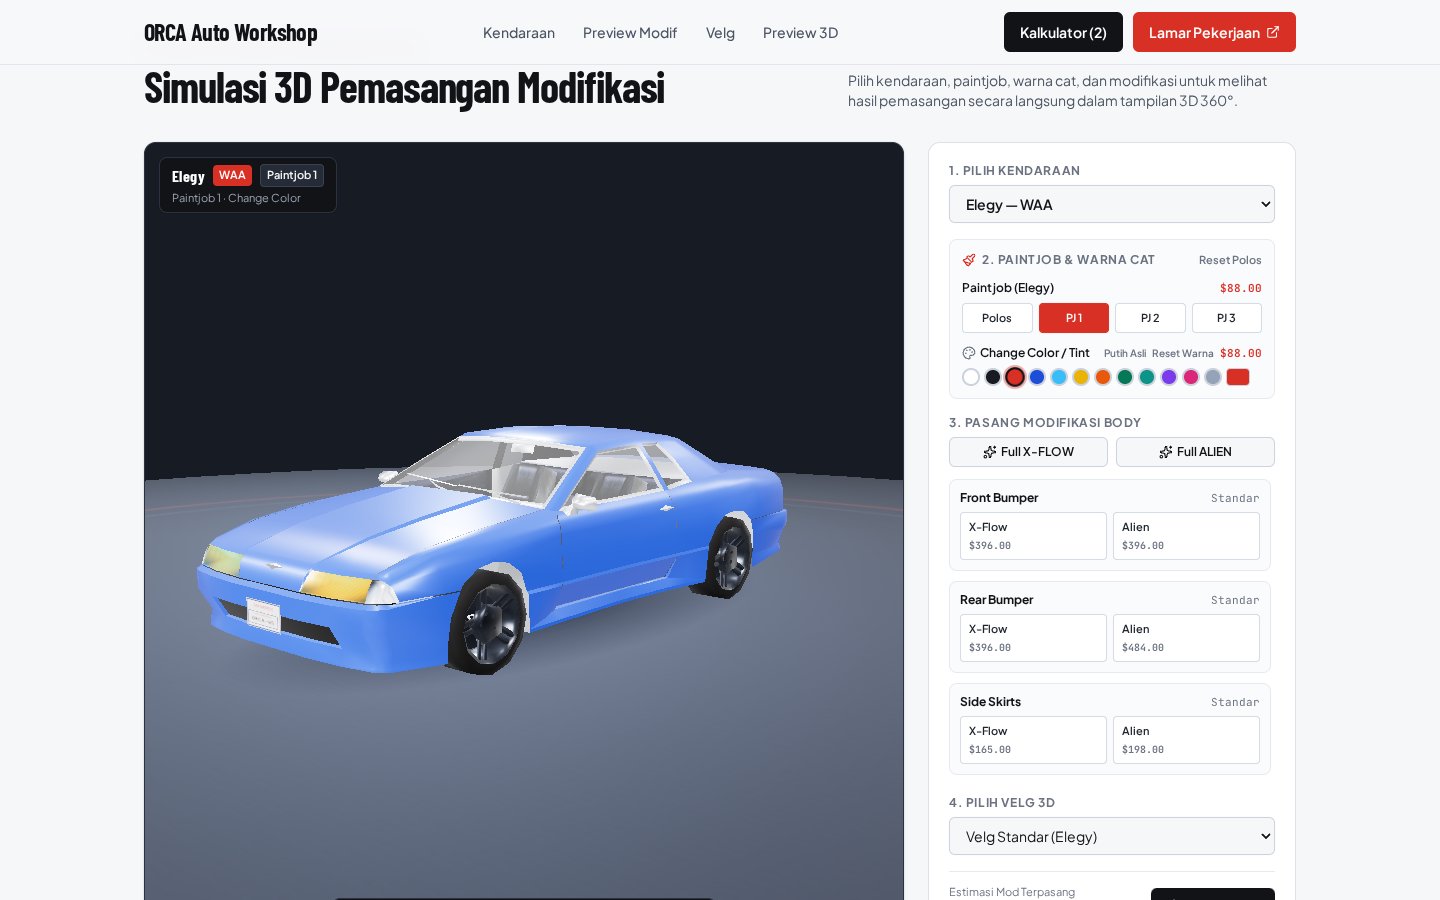 ORCA Auto Workshop
Kendaraan
Preview Modif
Velg
Preview 3D
Kalkulator (2)
Lamar Pekerjaan
Simulasi 3D Pemasangan Modifikasi
Pilih kendaraan, paintjob, warna cat, dan modifikasi untuk melihat
hasil pemasangan secara langsung dalam tampilan 3D 360°.
Elegy WAA Paintjob 1
Paintjob 1 · Change Color
1. PILIH KENDARAAN
Elegy — WAA
2. PAINTJOB & WARNA CAT Reset Polos
Paintjob (Elegy) $88.00
Polos PJ 1 PJ 2 PJ 3
Change Color / Tint Putih Asli Reset Warna $88.00
3. PASANG MODIFIKASI BODY
Full X-FLOW Full ALIEN
Front Bumper Standar
X-Flow Alien
$396.00 $396.00
Rear Bumper Standar
X-Flow Alien
$396.00 $484.00
Side Skirts Standar
X-Flow Alien
$165.00 $198.00
4. PILIH VELG 3D
Velg Standar (Elegy)
Estimasi Mod Terpasang